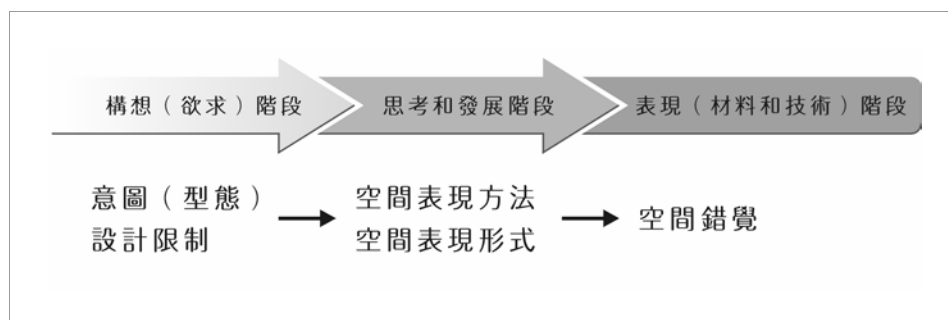 構想（欲求）階段
思考和發展階段
表現（材料和技術）階段
意圖（型態）
設計限制
空間表現方法
空間表現形式
空間錯覺